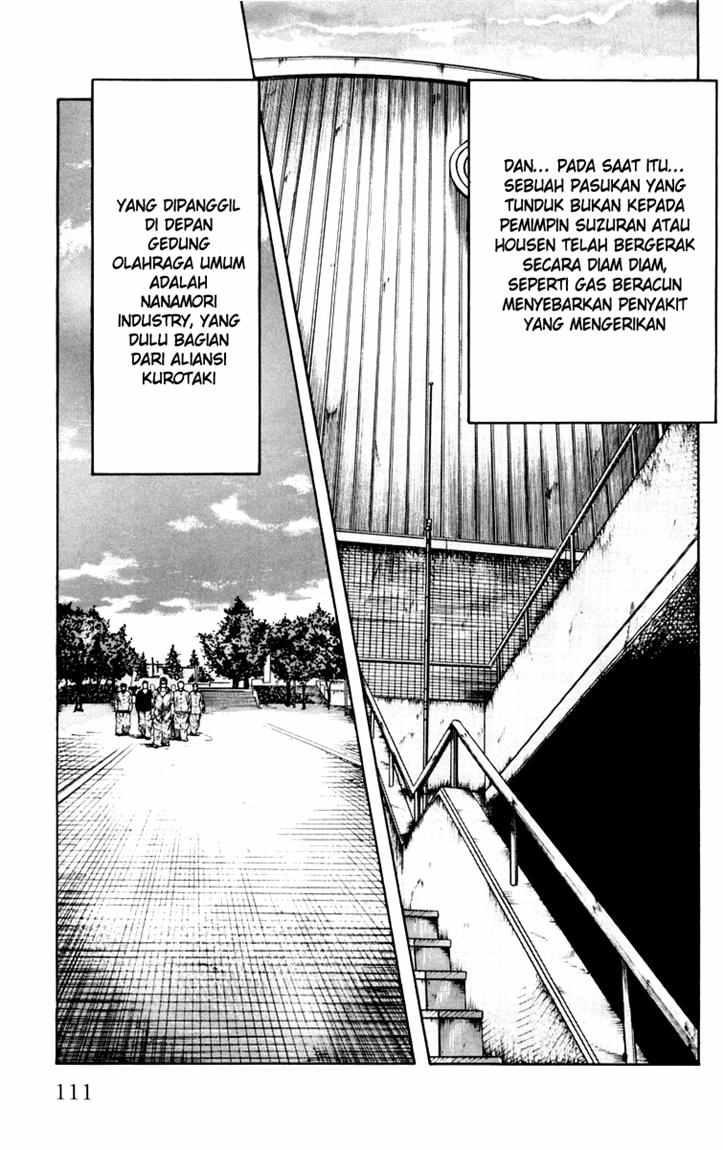 DAN... PADA SAAT ITU...
SEBUAH PASUKAN YANG
TUNDUK BUKAN KEPADA
PEMIMPIN SUZURAN ATAU
HOUSEN TELAH BERGERAK
SECARA DIAM DIAM,
SEPERTI GAS BERACUN
MENYEBARKAN PENYAKIT
YANG MENGERIKAN
YANG DIPANGGIL
DI DEPAN
GEDUNG
OLAHRAGA UMUM
ADALAH
NANAMORI
INDUSTRY, YANG
DULU BAGIAN
DARI ALIANSI
KUROTAKI
111